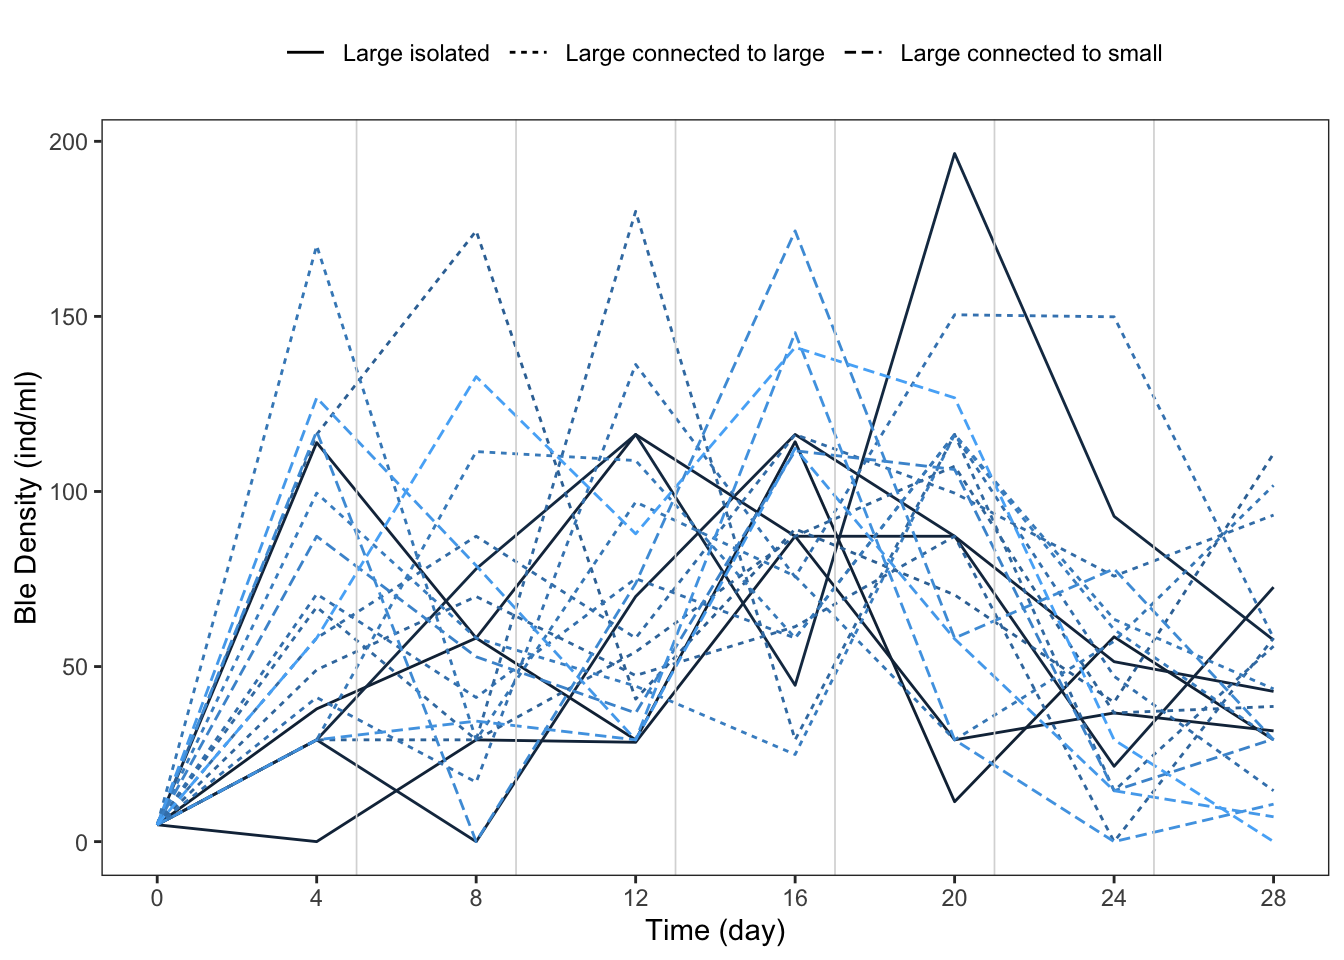 Large isolated Large connected to large Large connected to small
200
150
100
50
0
Ble Density (ind/ml)
0 4 8 12 16 20 24 28
Time (day)